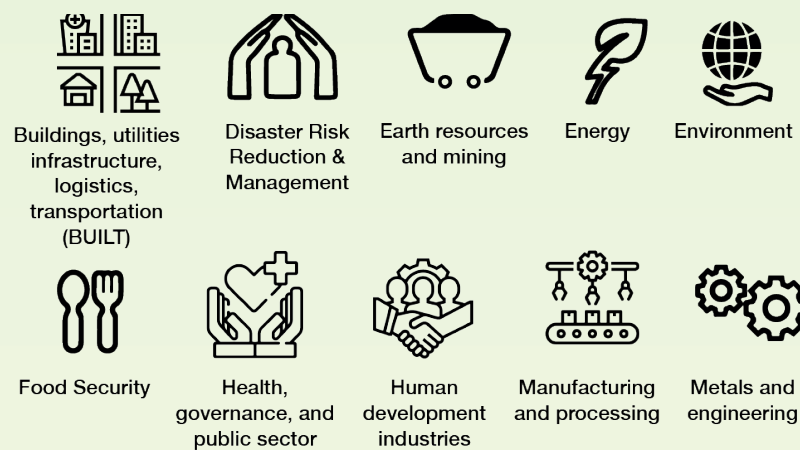 Buildings, utilities
infrastructure,
logistics,
transportation
(BUILT)
Disaster Risk
Reduction &
Management
Earth resources
and mining
Energy
Environment
Food Security
Health,
governance, and
public sector
Human
development
industries
Manufacturing
and processing
Metals and
engineering